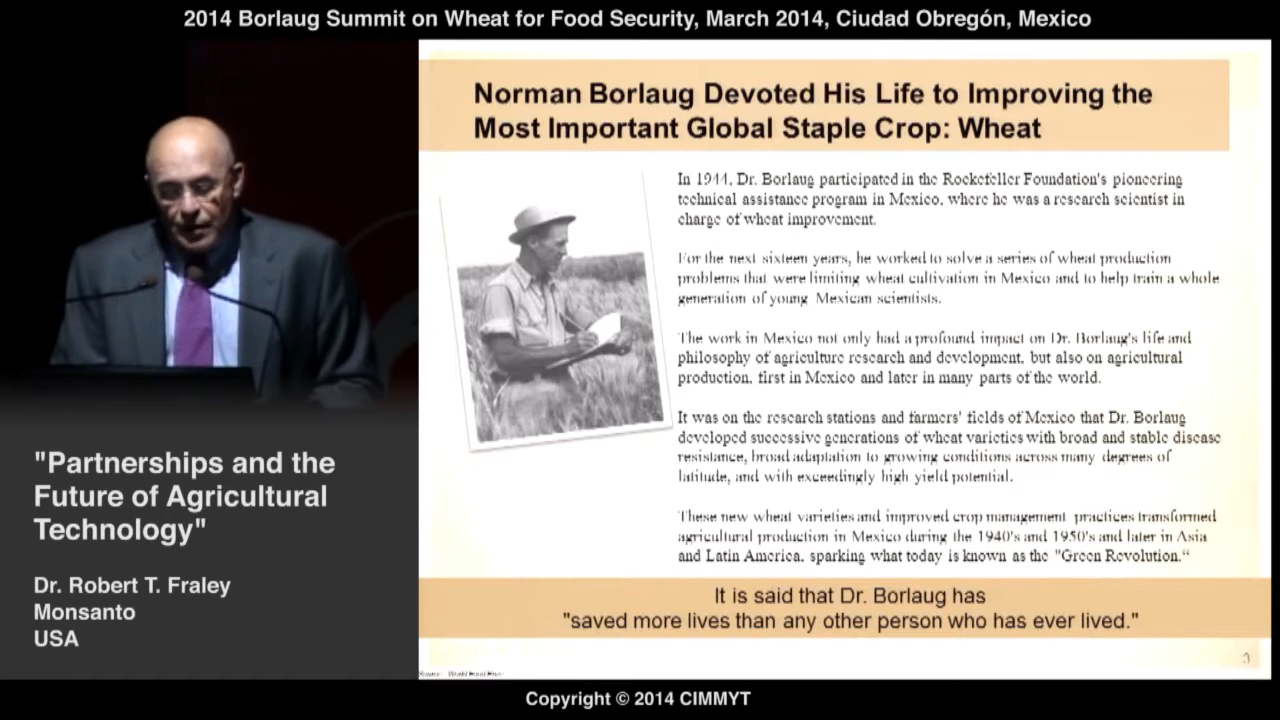 2014 Borlaug Summit on Wheat for Food Security, March 2014, Ciudad Obregón, Mexico
Norman Borlaug Devoted His Life to Improving the
Most Important Global Staple Crop: Wheat
In 1944, Dr. Borlaug participated in the Rockefeller Foundation's pioneering
technical assistance program in Mexico, where he was a research scientist in
charge of wheat improvement.
For the next sixteen years, he worked to solve a series of wheat production
problems that were limiting wheat cultivation in Mexico and to help train a whole
generation of young Mexican scientists.
The work in Mexico not only had a profound impact on Dr. Borlaug's life and
philosophy of agriculture research and development, but also on agricultural
production, first in Mexico and later in many parts of the world.
It was on the research stations and farmers' fields of Mexico that Dr. Borlaug
developed successive generations of wheat varieties with broad and stable disease
resistance, broad adaptation to growing conditions across many degrees of
latitude, and with exceedingly high yield potential.
These new wheat varieties and improved crop management practices transformed
agricultural production in Mexico during the 1940's and 1950's and later in Asia
and Latin America, sparking what today is known as the "Green Revolution."
It is said that Dr. Borlaug has
"saved more lives than any other person who has ever lived."
3
"Partnerships and the
Future of Agricultural
Technology"
Dr. Robert T. Fraley
Monsanto
USA
Copyright © 2014 CIMMYT